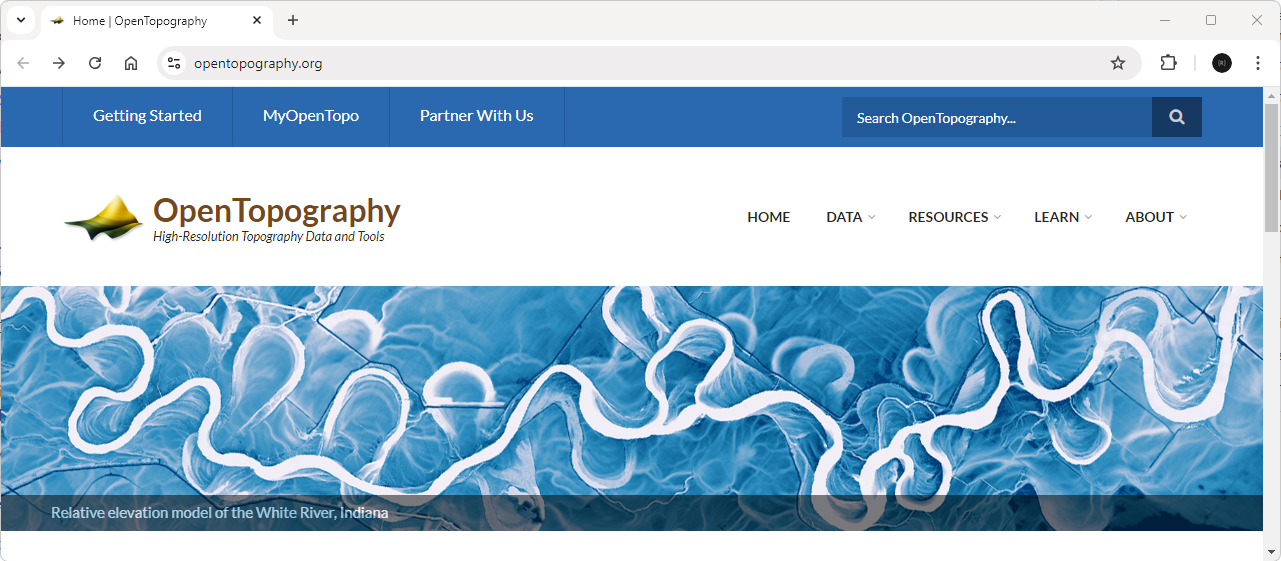 Home | OpenTopography
opentopography.org
Getting Started MyOpenTopo Partner With Us Search OpenTopography...
OpenTopography
High-Resolution Topography Data and Tools
HOME DATA RESOURCES LEARN ABOUT
Relative elevation model of the White River, Indiana